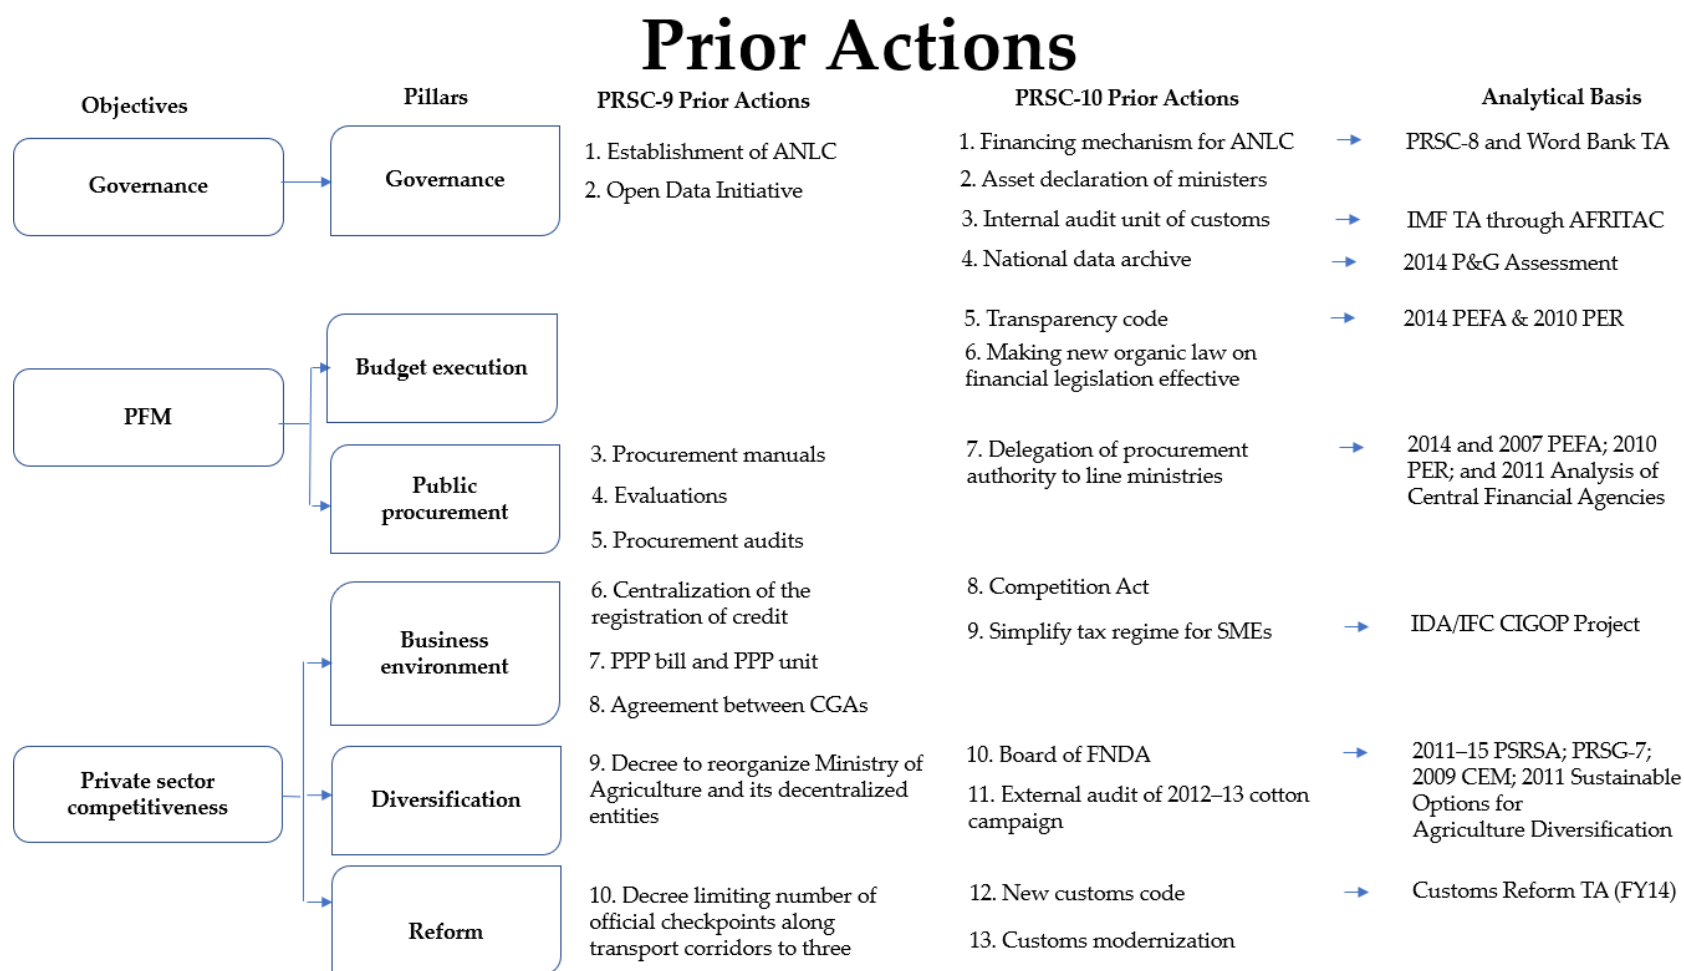 Prior Actions
Objectives
Pillars
PRSC-9 Prior Actions
PRSC-10 Prior Actions
Analytical Basis
Governance
Governance
1. Establishment of ANLC
2. Open Data Initiative
1. Financing mechanism for ANLC
2. Asset declaration of ministers
3. Internal audit unit of customs
4. National data archive
PRSC-8 and Word Bank TA
IMF TA through AFRITAC
2014 P&G Assessment
PFM
Budget execution
5. Transparency code
6. Making new organic law on
financial legislation effective
2014 PEFA & 2010 PER
Public
procurement
3. Procurement manuals
4. Evaluations
5. Procurement audits
7. Delegation of procurement
authority to line ministries
2014 and 2007 PEFA; 2010
PER; and 2011 Analysis of
Central Financial Agencies
Private sector
competitiveness
Business
environment
6. Centralization of the
registration of credit
7. PPP bill and PPP unit
8. Agreement between CGAs
8. Competition Act
9. Simplify tax regime for SMEs
IDA/IFC CIGOP Project
Diversification
9. Decree to reorganize Ministry of
Agriculture and its decentralized
entities
10. Board of FNDA
11. External audit of 2012–13 cotton
campaign
2011–15 PSRSA; PRSG-7;
2009 CEM; 2011 Sustainable
Options for
Agriculture Diversification
Reform
10. Decree limiting number of
official checkpoints along
transport corridors to three
12. New customs code
13. Customs modernization
Customs Reform TA (FY14)